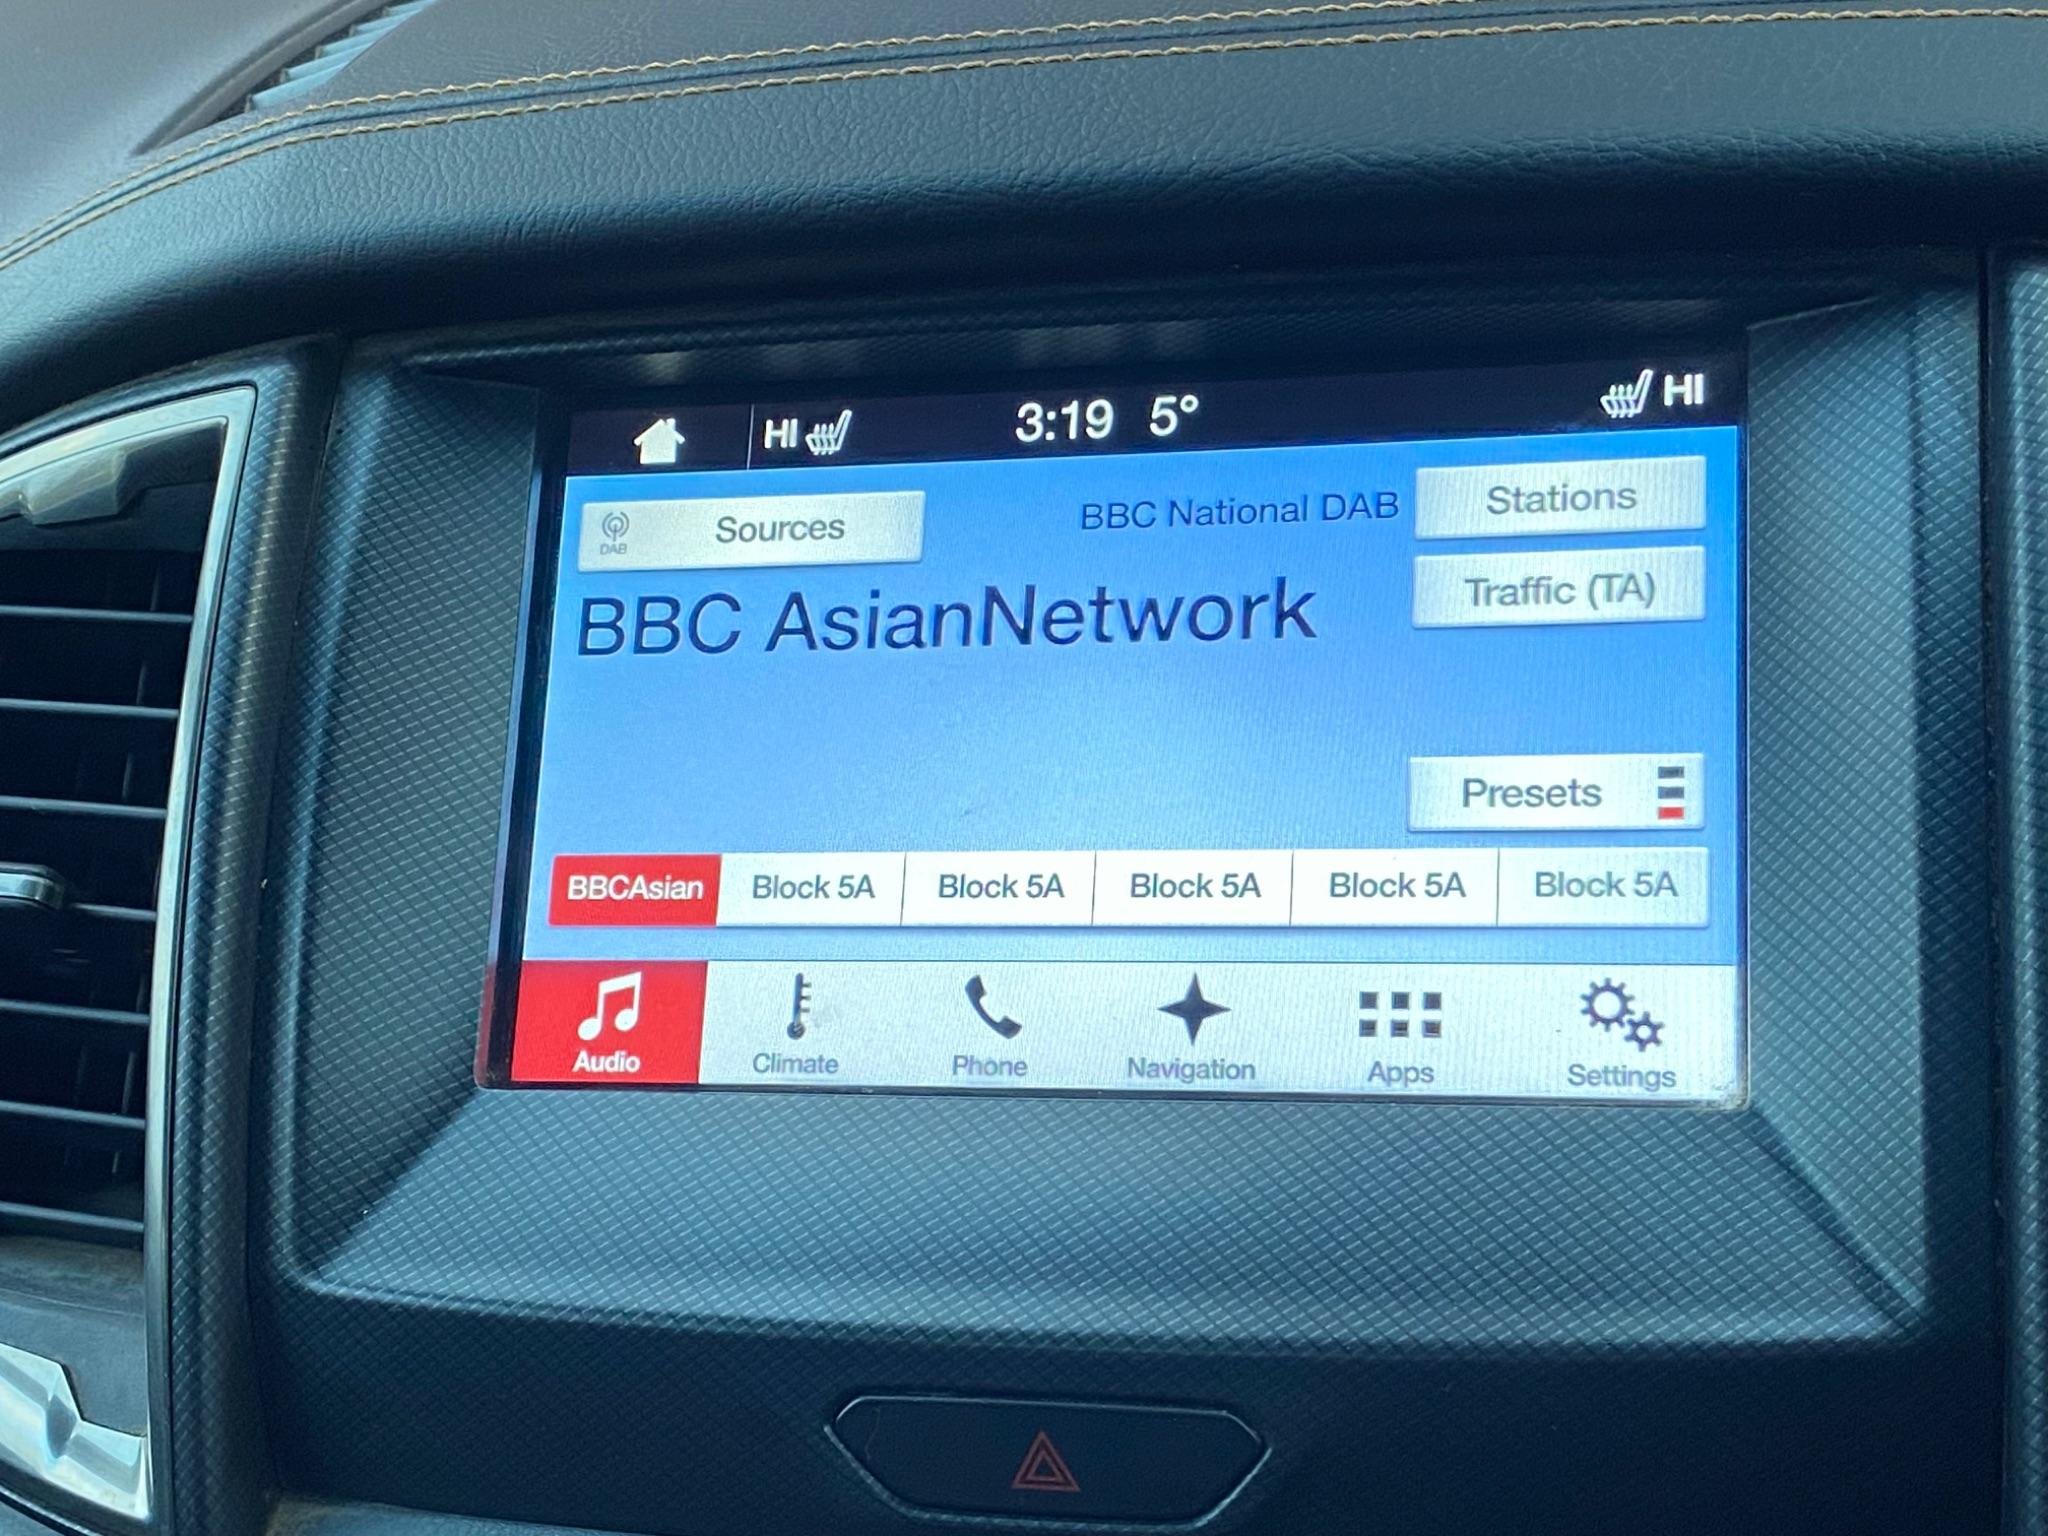 HI 3:19 5° HI
DAB Sources BBC National DAB Stations
BBC AsianNetwork Traffic (TA)
Presets
BBCAsian Block 5A Block 5A Block 5A Block 5A Block 5A
Audio Climate Phone Navigation Apps Settings